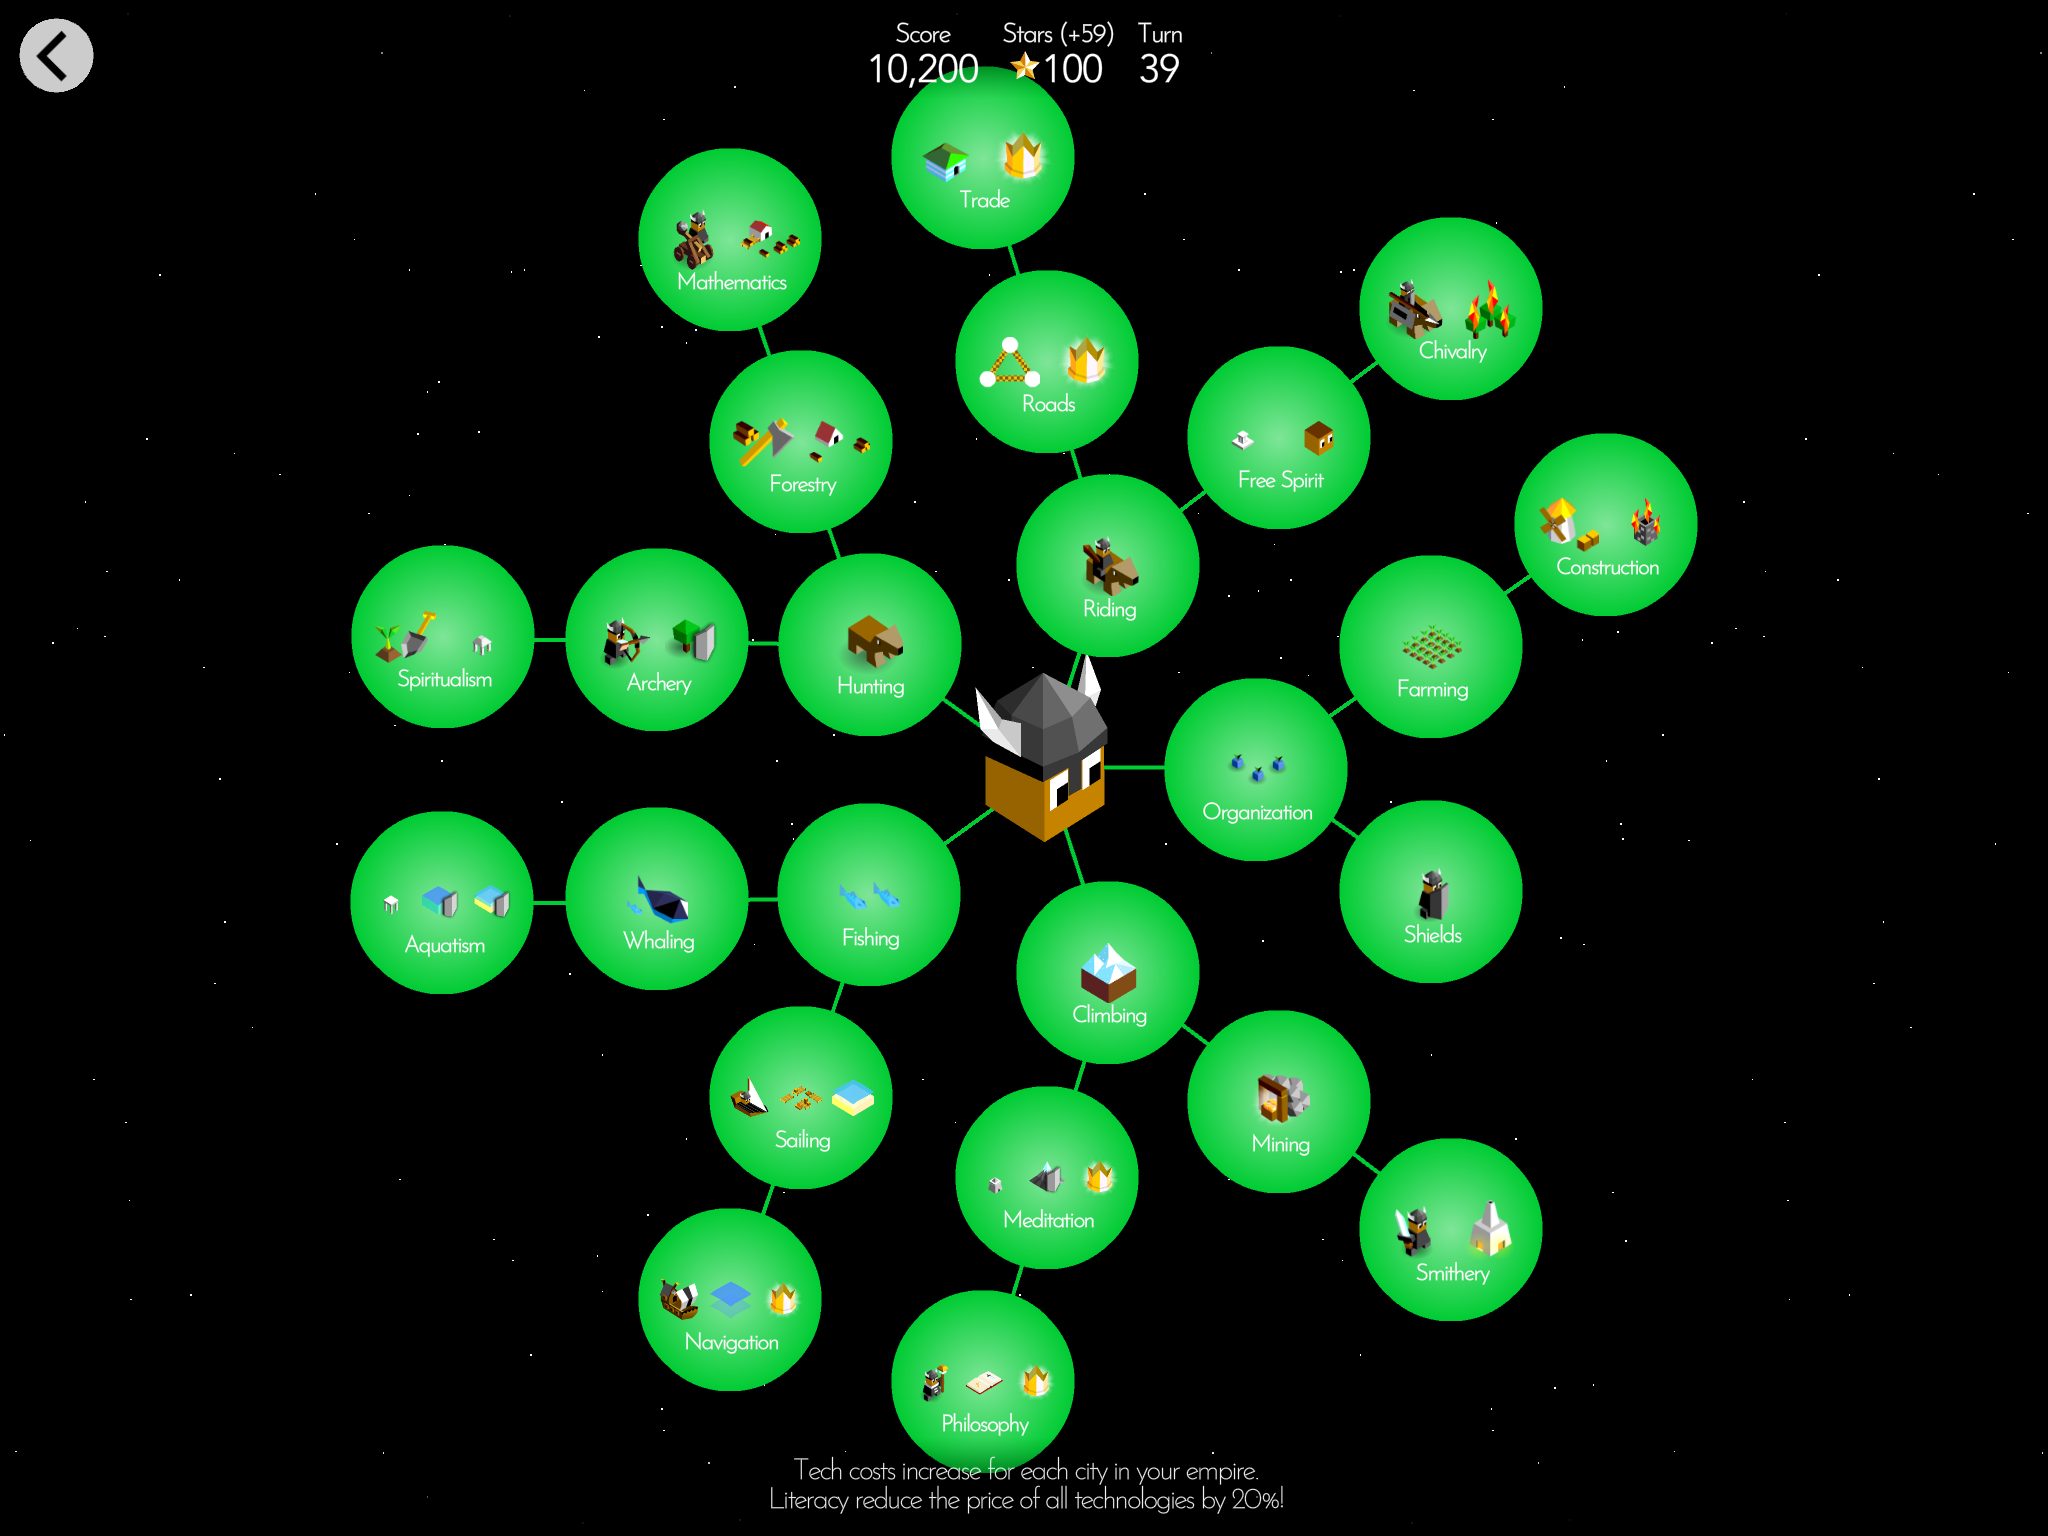 Score Stars (+59) Turn
10,200 100 39
Trade
Mathematics
Chivalry
Roads
Free Spirit
Forestry
Construction
Riding
Spiritualism
Archery
Hunting
Farming
Organization
Aquatism
Whaling
Fishing
Shields
Climbing
Sailing
Mining
Meditation
Smithery
Navigation
Philosophy
Tech costs increase for each city in your empire.
Literacy reduce the price of all technologies by 20%!